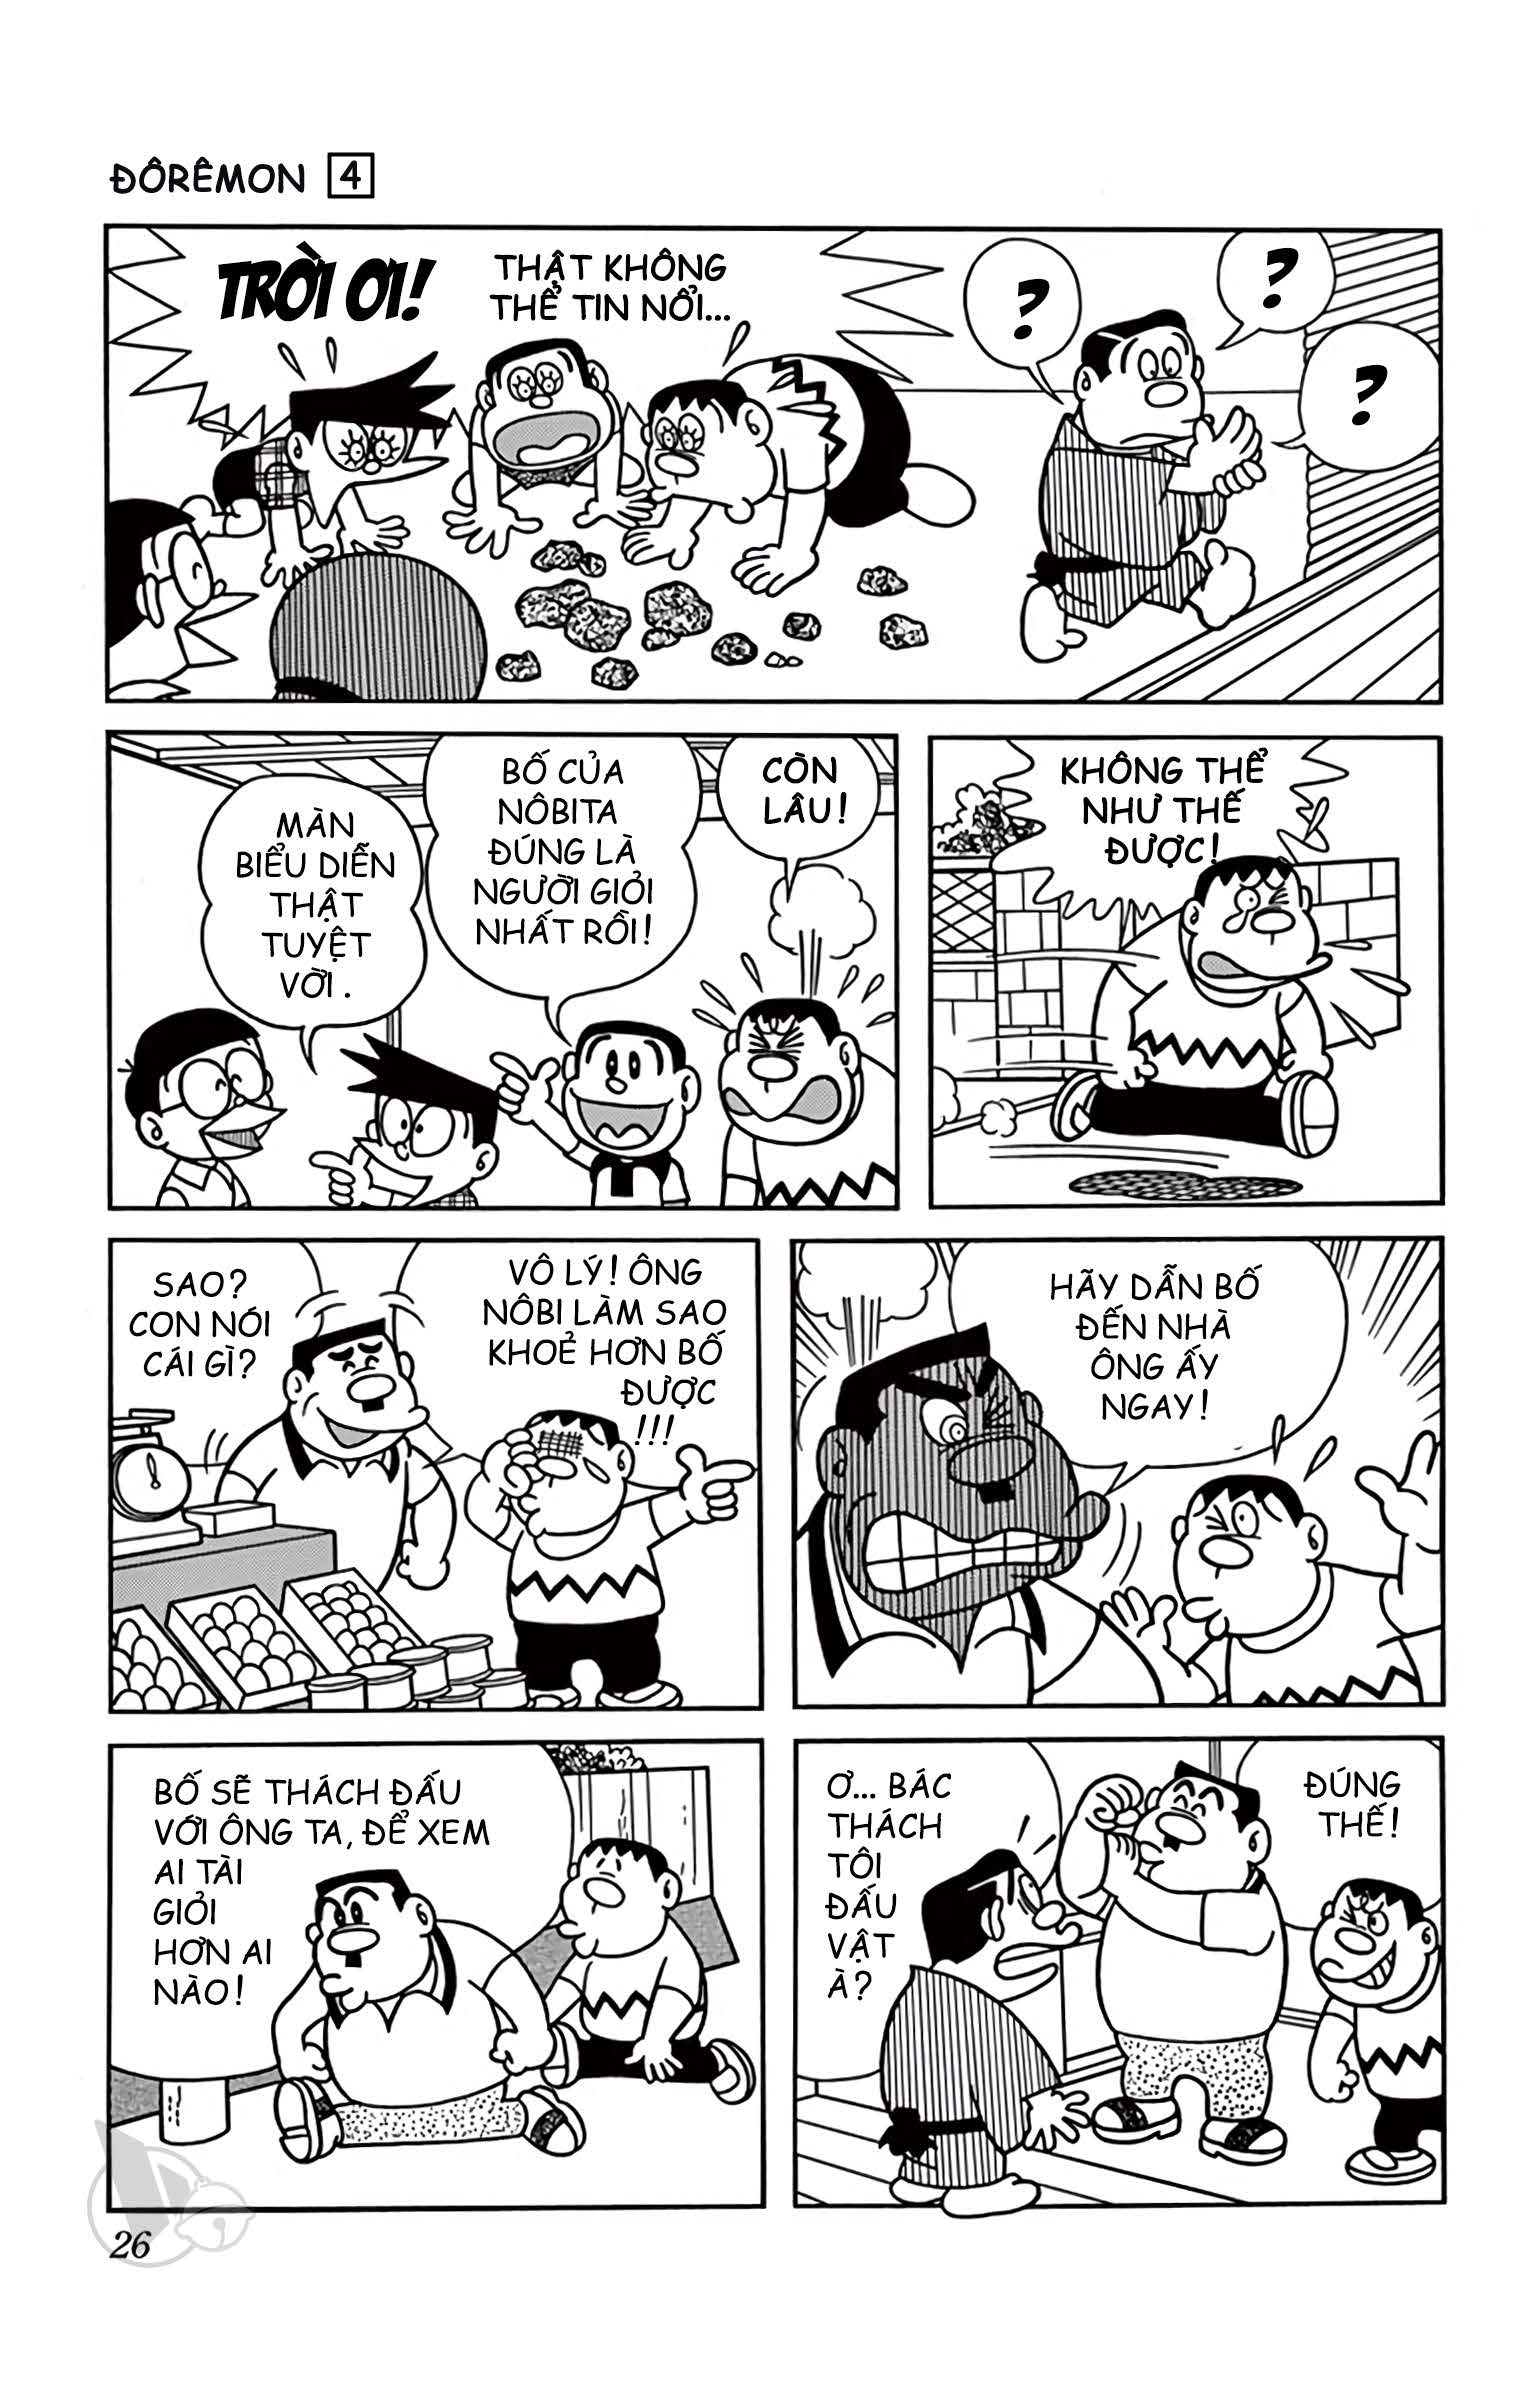 ĐÔRÊMON 4
TRỜI ƠI!
THẬT KHÔNG
THỂ TIN NỔI...
?
?
?
MÀN
BIỂU DIỄN
THẬT
TUYỆT
VỜI.
BỐ CỦA
NÔBITA
ĐÚNG LÀ
NGƯỜI GIỎI
NHẤT RỒI!
CÒN
LÂU!
KHÔNG THỂ
NHƯ THẾ
ĐƯỢC!
SAO?
CON NÓI
CÁI GÌ?
VÔ LÝ! ÔNG
NÔBI LÀM SAO
KHOẺ HƠN BỐ
ĐƯỢC
!!!
HÃY DẪN BỐ
ĐẾN NHÀ
ÔNG ẤY
NGAY!
BỐ SẼ THÁCH ĐẤU
VỚI ÔNG TA, ĐỂ XEM
AI TÀI
GIỎI
HƠN AI
NÀO!
Ơ... BÁC
THÁCH
TÔI
ĐẤU
VẬT
À?
ĐÚNG
THẾ!
26